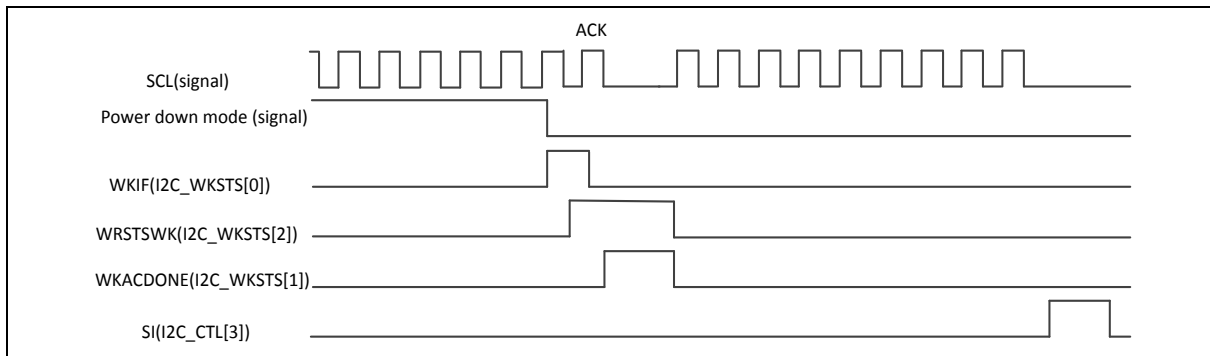 ACK
SCL(signal)
Power down mode (signal)
WKIF(I2C_WKSTS[0])
WRSTSWK(I2C_WKSTS[2])
WKACDONE(I2C_WKSTS[1])
SI(I2C_CTL[3])